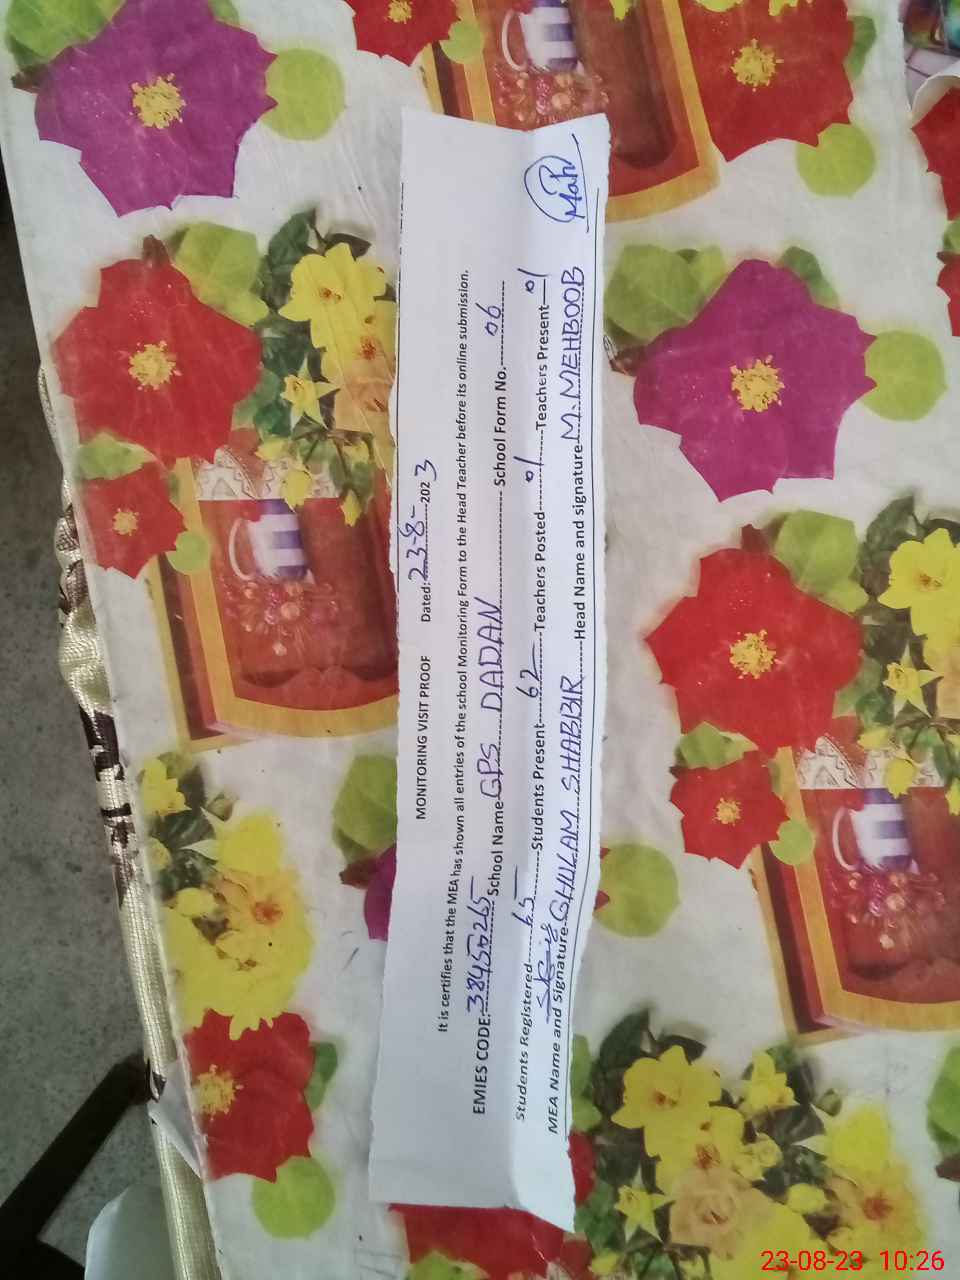 MONITORING VISIT PROOF Dated: 23-8-2023
It is certifies that the MEA has shown all entries of the school Monitoring Form to the Head Teacher before its online submission.
EMIES CODE: 38450265 School Name GPS DADAN School Form No. 06
Students Registered 65 Students Present 62 Teachers Posted 01 Teachers Present 01
MEA Name and signature GHULAM SHABBIR Head Name and signature M. MEHBOOB Mah
23-08-23 10:26